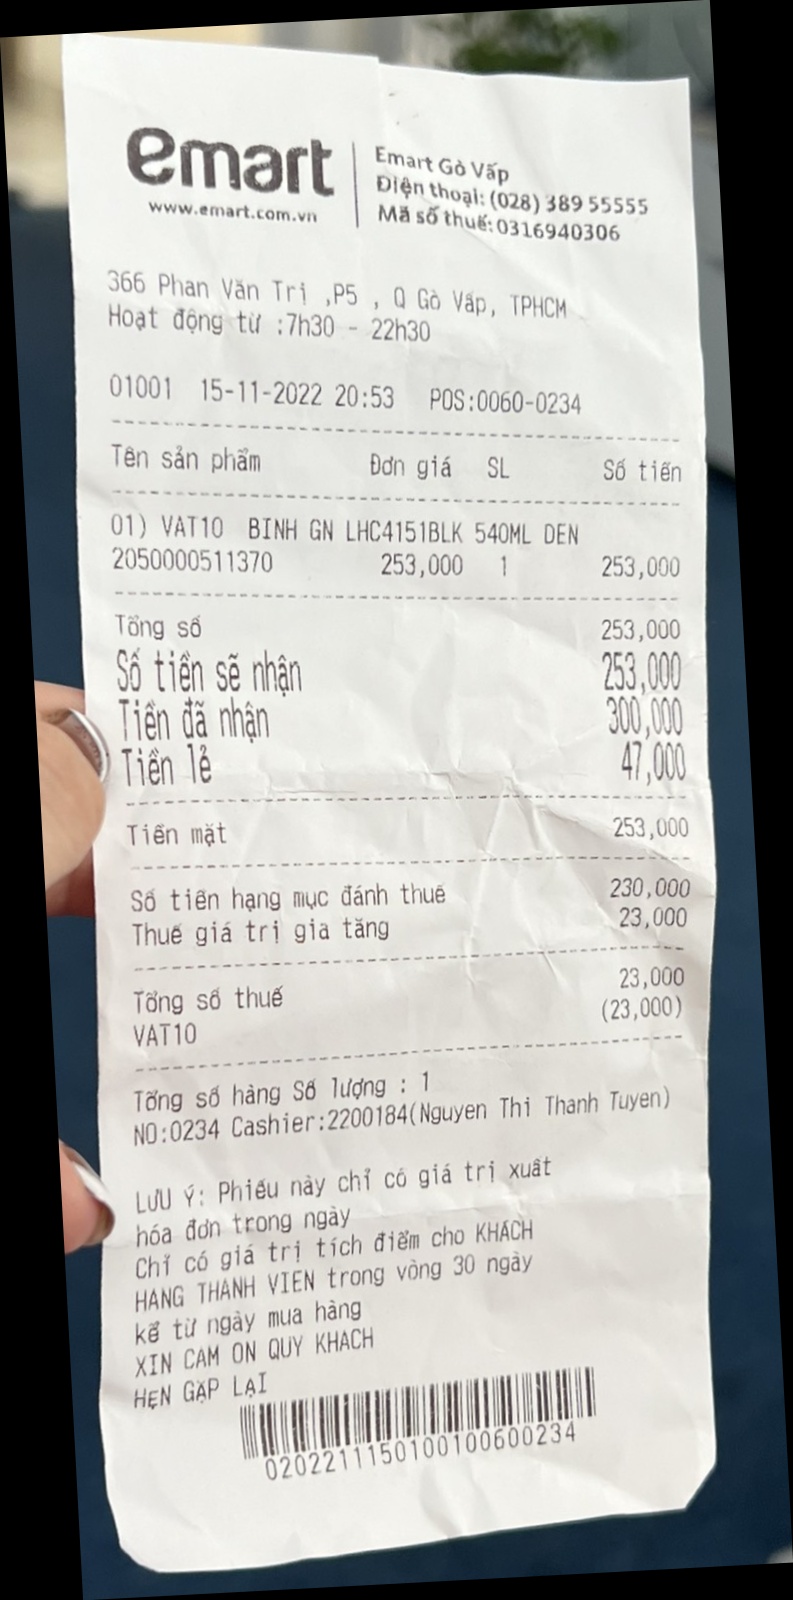 emart
www.emart.com.vn
Emart Gò Vấp
Điện thoại: (028) 389 55555
Mã số thuế: 0316940306
366 Phan Văn Trị ,P5 , Q Gò Vấp, TPHCM
Hoạt động từ :7h30 - 22h30
01001 15-11-2022 20:53 POS:0060-0234
Tên sản phẩm Đơn giá SL Số tiền
01) VAT10 BINH GN LHC4151BLK 540ML DEN
2050000511370 253,000 1 253,000
Tổng số 253,000
Số tiền sẽ nhận 253,000
Tiền đã nhận 300,000
Tiền lẻ 47,000
Tiền mặt 253,000
Số tiền hạng mục đánh thuế 230,000
Thuế giá trị gia tăng 23,000
Tổng số thuế 23,000
VAT10 (23,000)
Tổng số hàng Số lượng : 1
NO:0234 Cashier:2200184(Nguyen Thi Thanh Tuyen)
LƯU Ý: Phiếu này chỉ có giá trị xuất
hóa đơn trong ngày
Chỉ có giá trị tích điểm cho KHÁCH
HANG THANH VIEN trong vòng 30 ngày
kể từ ngày mua hàng
XIN CAM ON QUY KHACH
HẸN GẶP LẠI
0202211150100100600234